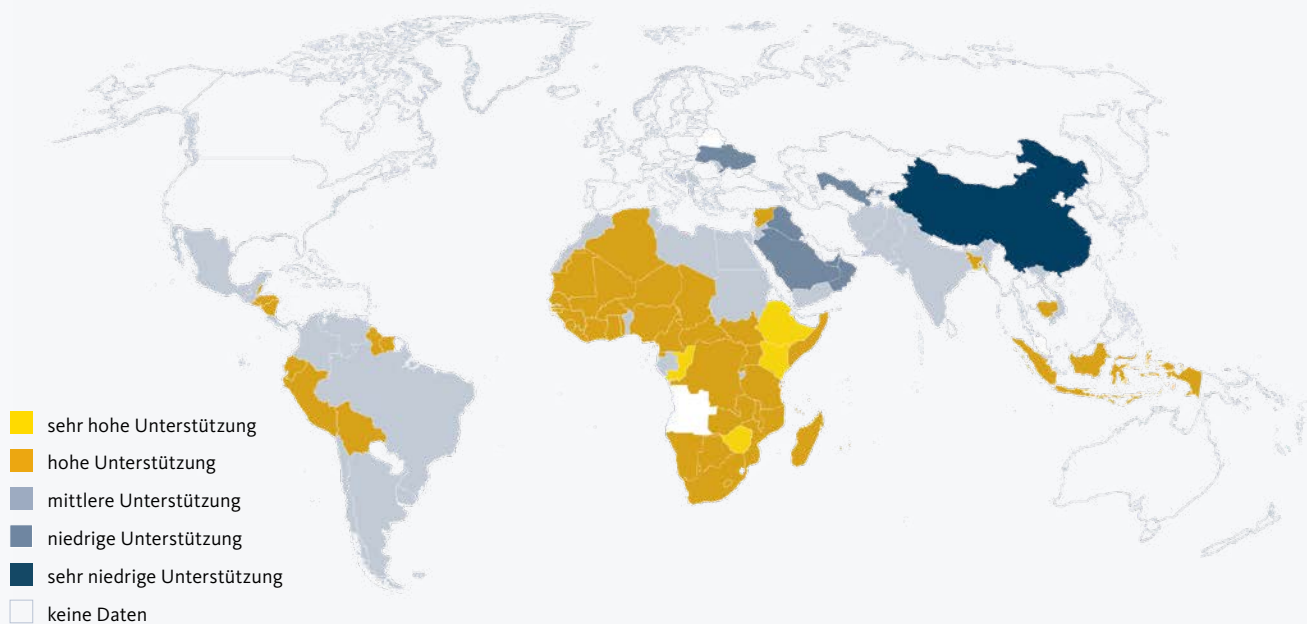 sehr hohe Unterstützung
hohe Unterstützung
mittlere Unterstützung
niedrige Unterstützung
sehr niedrige Unterstützung
keine Daten